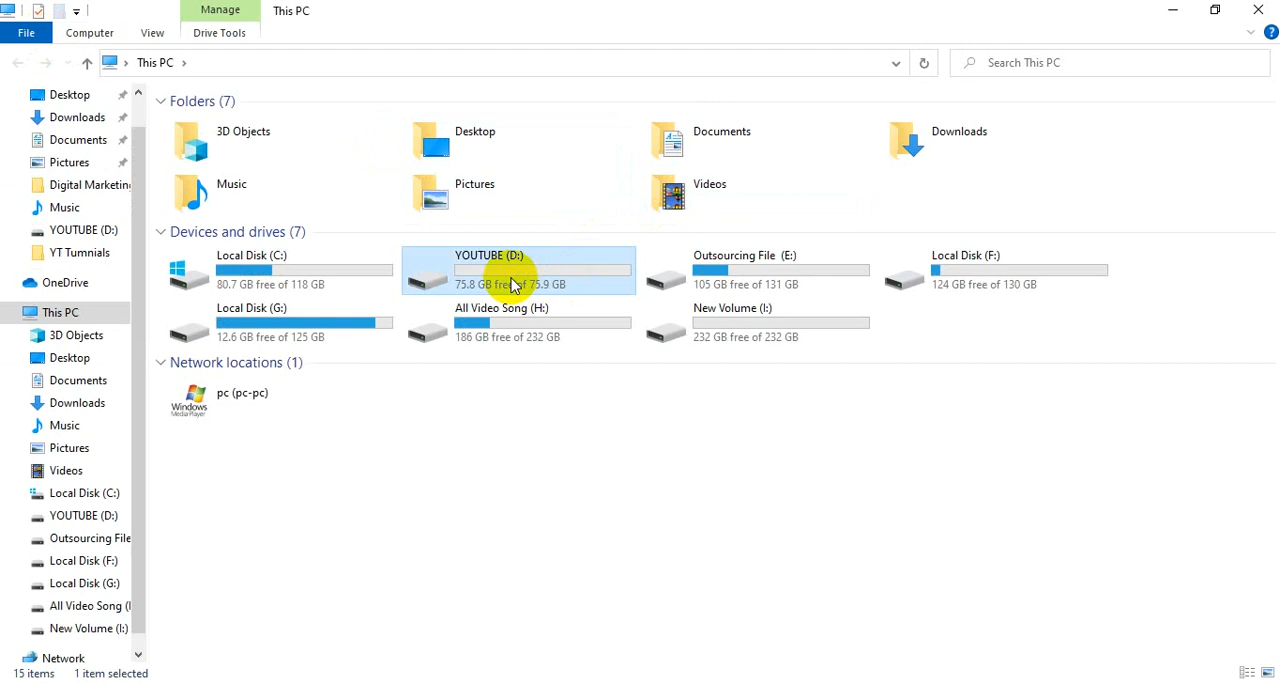 Manage
This PC
File
Computer
View
Drive Tools
This PC
Search This PC
Desktop
Downloads
Documents
Pictures
Digital Marketin
Music
YOUTUBE (D:)
YT Tumnials
OneDrive
This PC
3D Objects
Desktop
Documents
Downloads
Music
Pictures
Videos
Local Disk (C:)
YOUTUBE (D:)
Outsourcing File
Local Disk (F:)
Local Disk (G:)
All Video Song (
New Volume (I:)
Network
Folders (7)
3D Objects
Desktop
Documents
Downloads
Music
Pictures
Videos
Devices and drives (7)
Local Disk (C:)
80.7 GB free of 118 GB
YOUTUBE (D:)
75.8 GB free of 75.9 GB
Outsourcing File (E:)
105 GB free of 131 GB
Local Disk (F:)
124 GB free of 130 GB
Local Disk (G:)
12.6 GB free of 125 GB
All Video Song (H:)
186 GB free of 232 GB
New Volume (I:)
232 GB free of 232 GB
Network locations (1)
Windows
Media Player
pc (pc-pc)
15 items
1 item selected